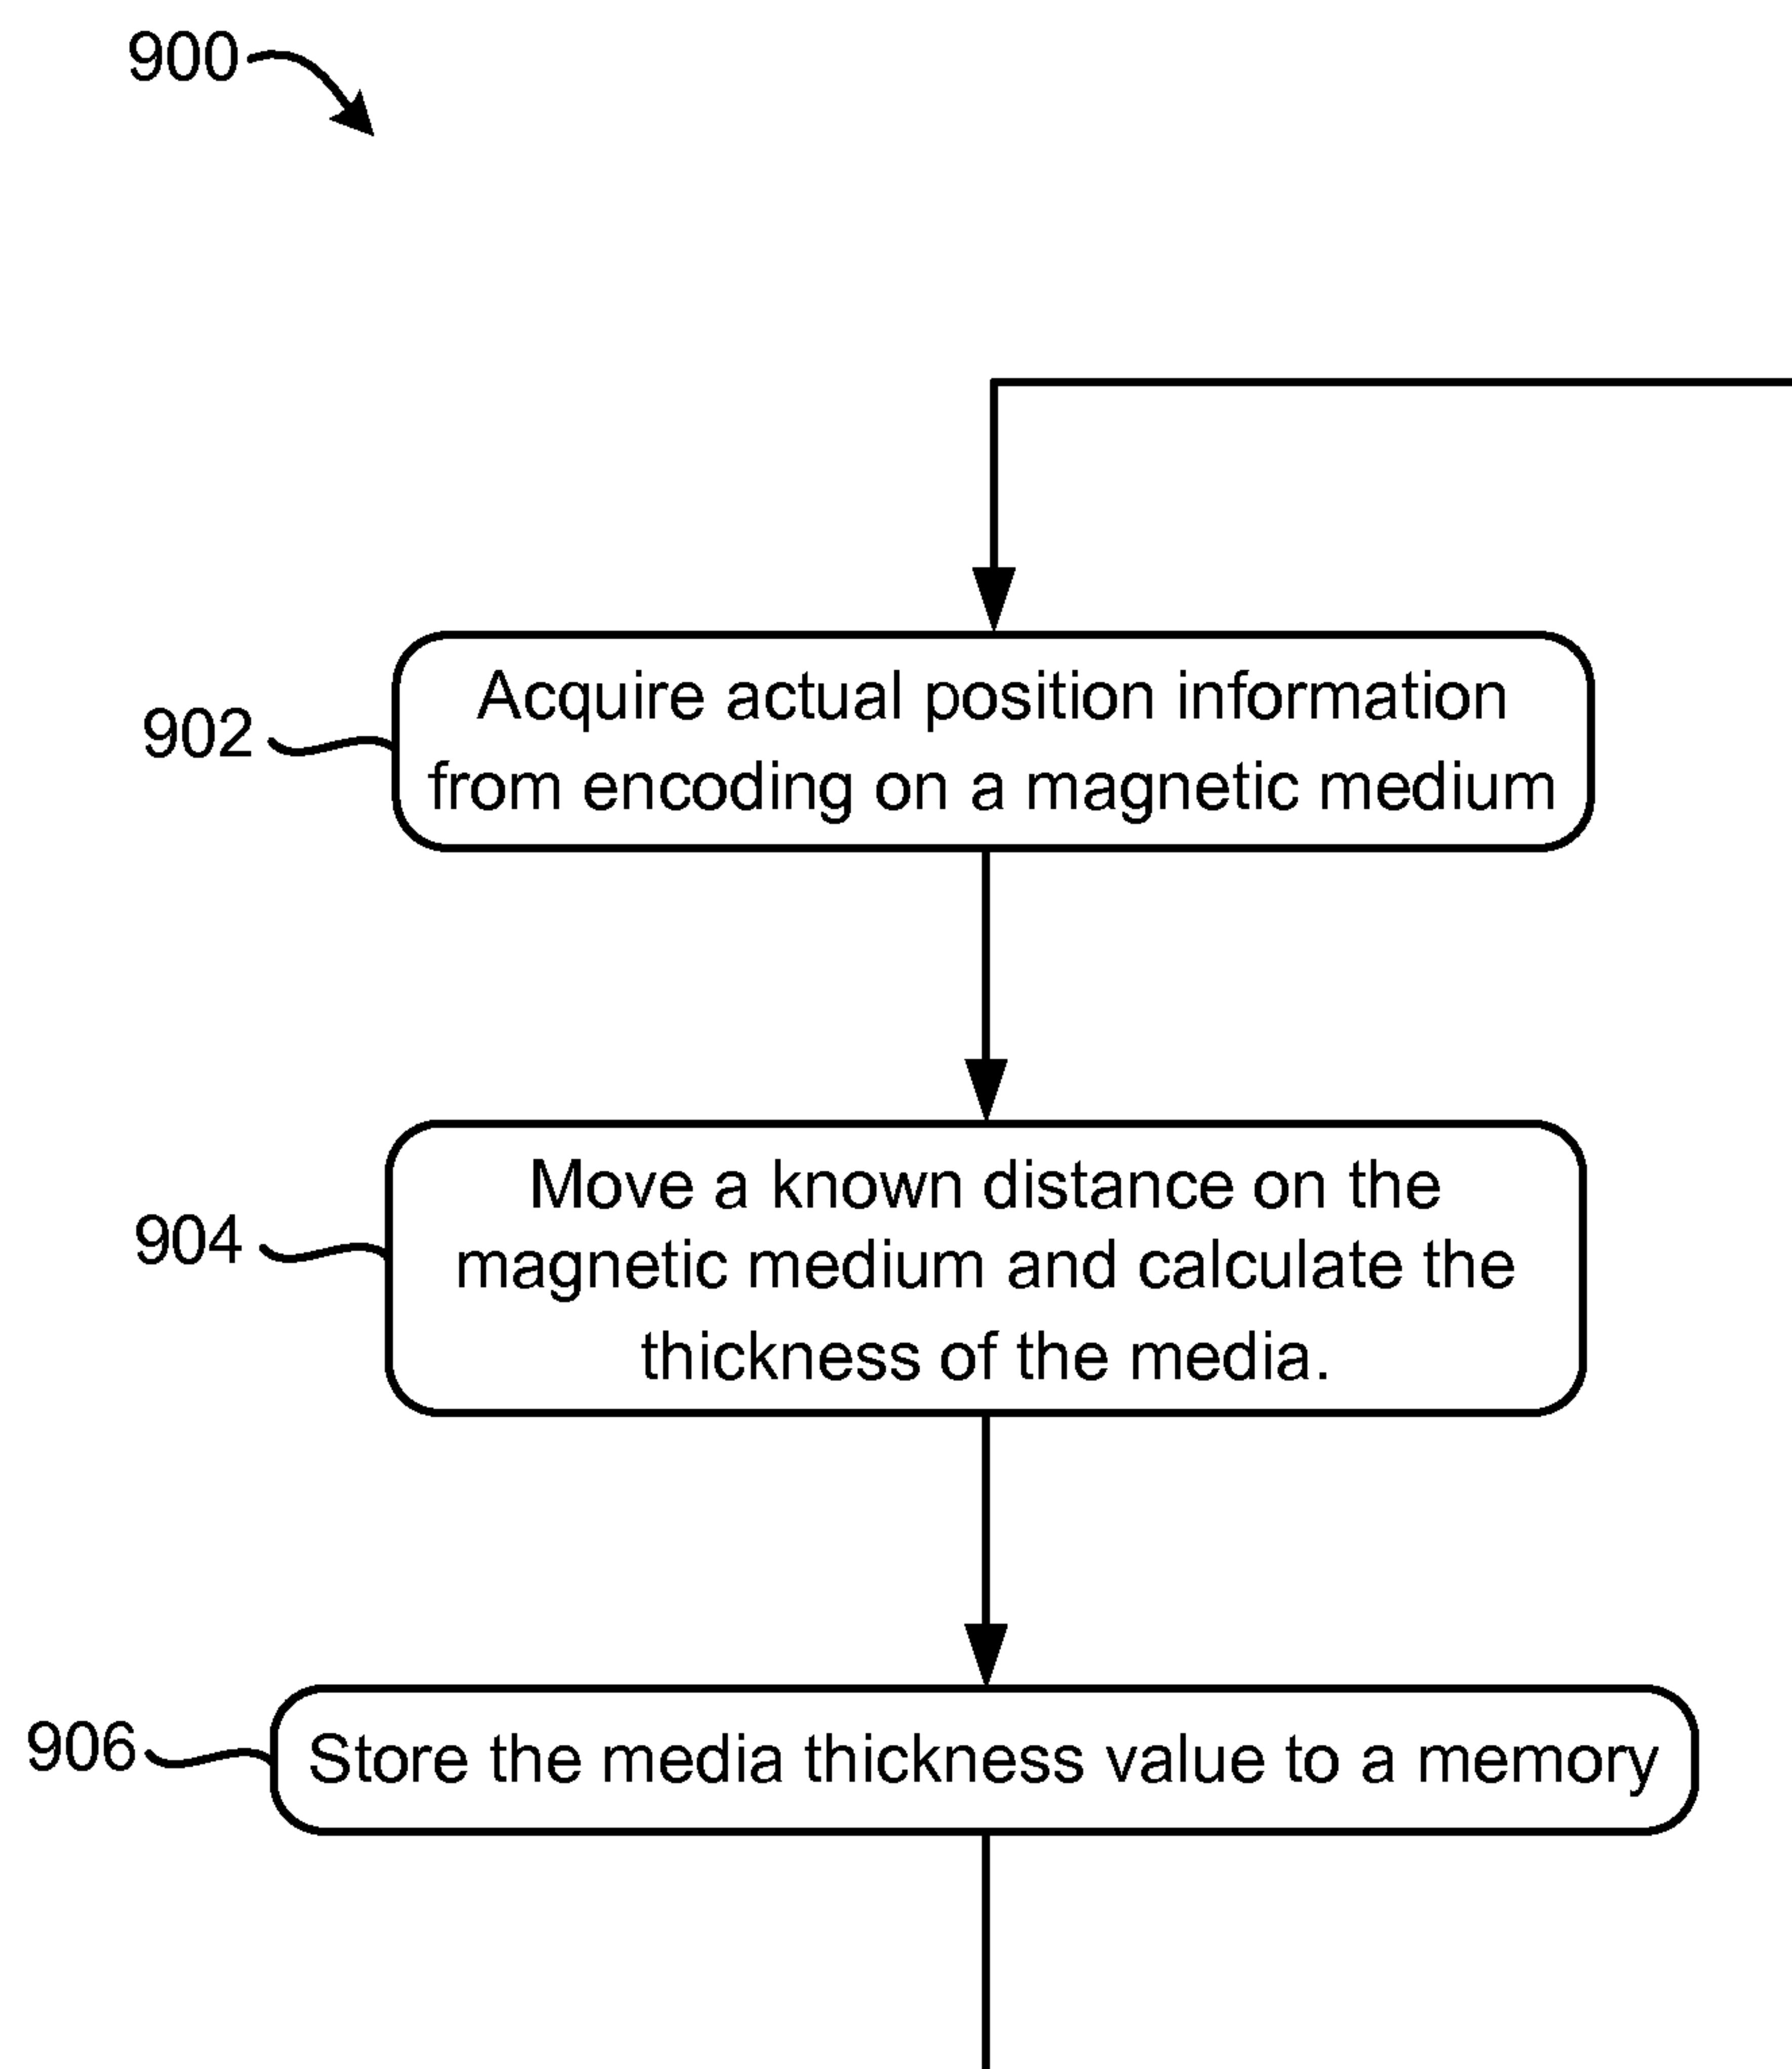 900
902
Acquire actual position information
from encoding on a magnetic medium
904
Move a known distance on the
magnetic medium and calculate the
thickness of the media.
906
Store the media thickness value to a memory